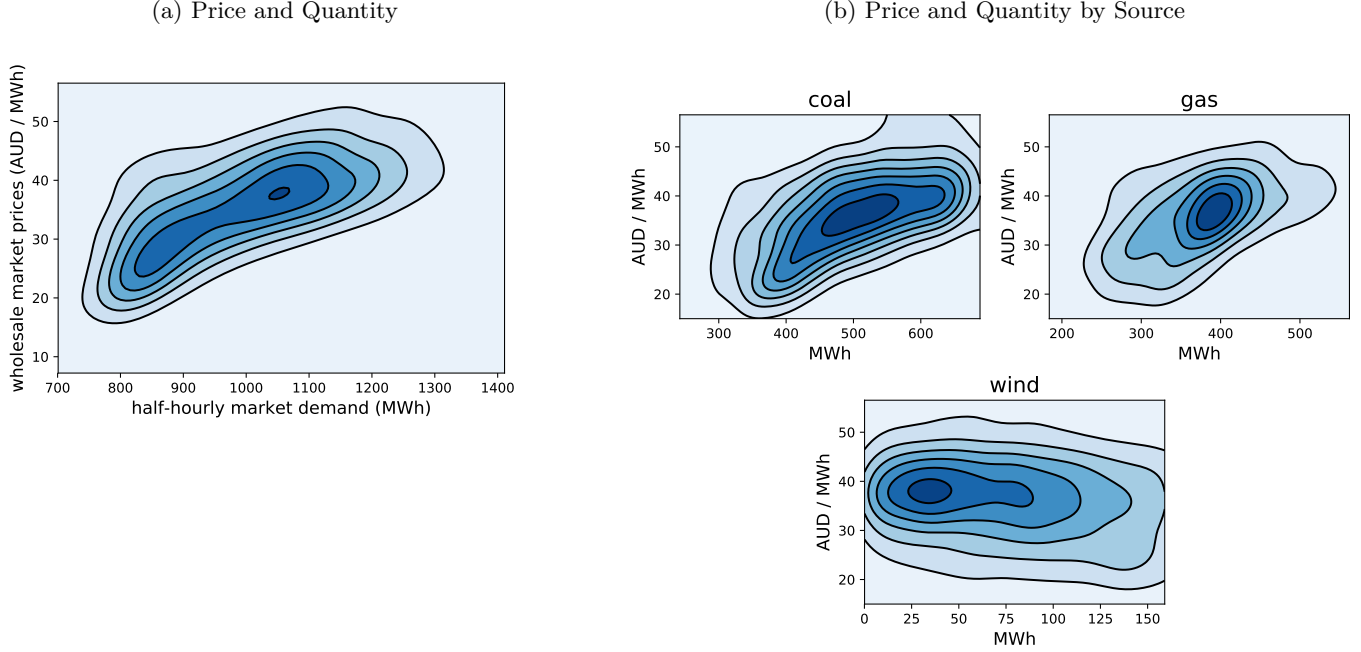 (a) Price and Quantity
wholesale market prices (AUD / MWh)
50
40
30
20
10
700 800 900 1000 1100 1200 1300 1400
half-hourly market demand (MWh)
(b) Price and Quantity by Source
coal
AUD / MWh
50
40
30
20
300 400 500 600
MWh
gas
AUD / MWh
50
40
30
20
200 300 400 500
MWh
wind
AUD / MWh
50
40
30
20
0 25 50 75 100 125 150
MWh